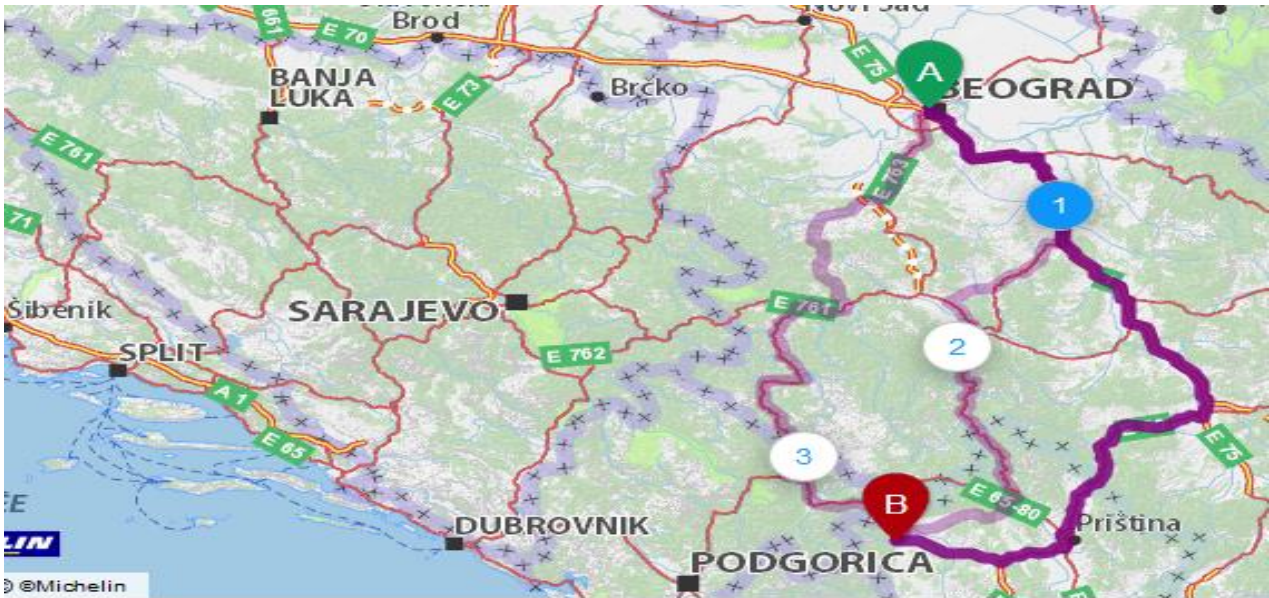 Brod
Novi Sad
661
E 70
E 75
A
BEOGRAD
BANJA
LUKA
E 73
Brčko
E 761
E 763
1
71
SARAJEVO
E 761
Šibenik
E 762
2
SPLIT
A 1
E 65
E 75
3
B
E 65-80
DUBROVNIK
Priština
PODGORICA
©Michelin